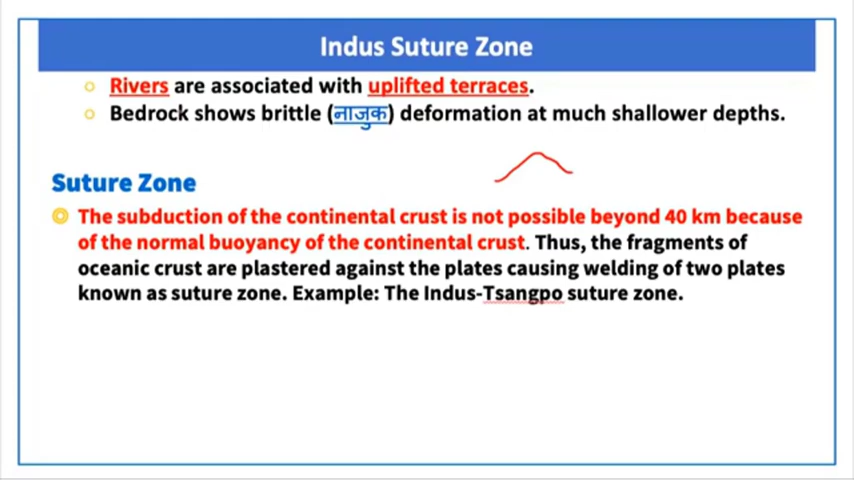 Indus Suture Zone
Rivers are associated with uplifted terraces.
Bedrock shows brittle (नाजुक) deformation at much shallower depths.
Suture Zone
The subduction of the continental crust is not possible beyond 40 km because
of the normal buoyancy of the continental crust. Thus, the fragments of
oceanic crust are plastered against the plates causing welding of two plates
known as suture zone. Example: The Indus-Tsangpo suture zone.